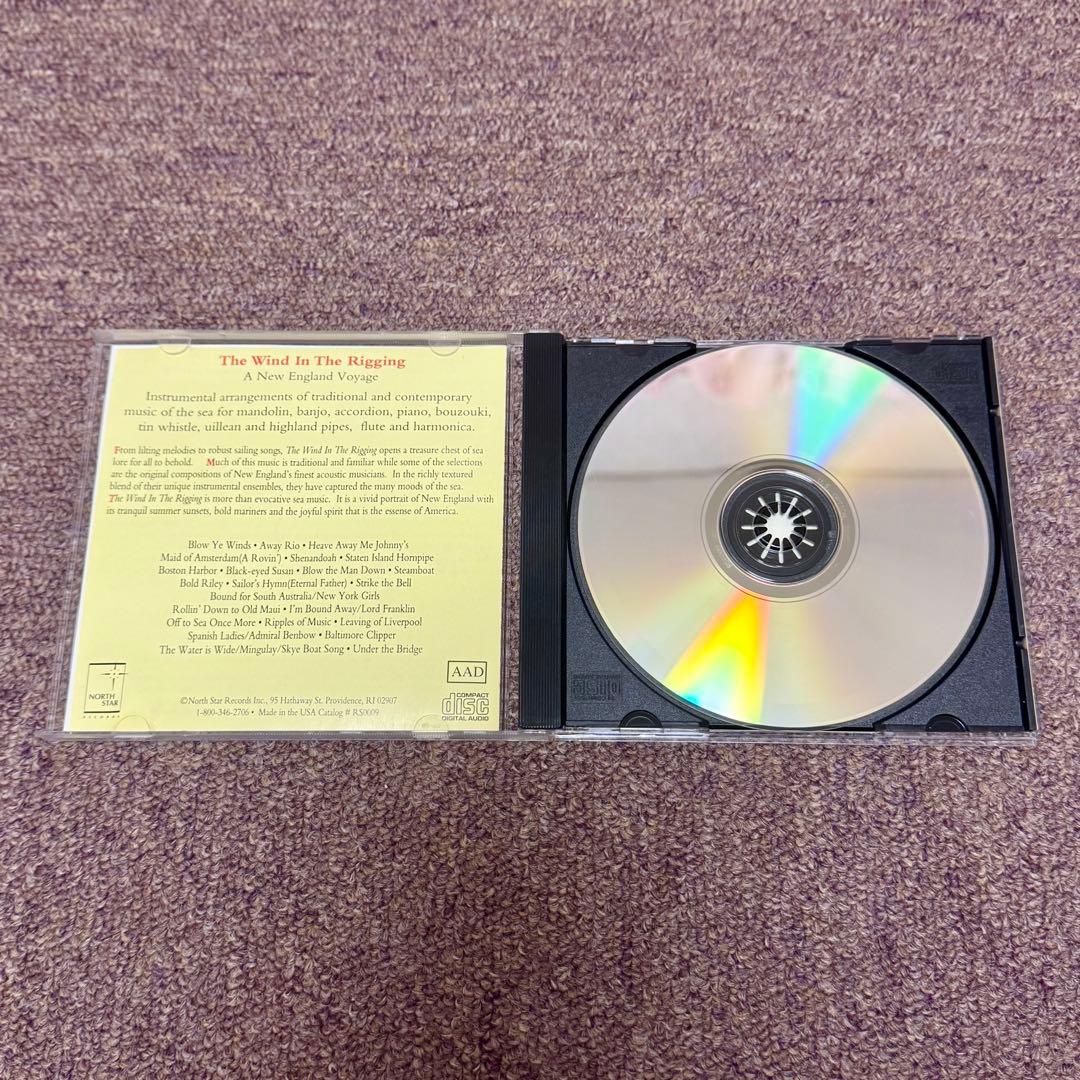 The Wind In The Rigging
A New England Voyage
Instrumental arrangements of traditional and contemporary
music of the sea for mandolin, banjo, accordion, piano, bouzouki,
tin whistle, uillean and highland pipes, flute and harmonica.
From lilting melodies to robust sailing songs, The Wind In The Rigging opens a treasure chest of sea
lore for all to behold. Much of this music is traditional and familiar while some of the selections
are the original compositions of New England's finest acoustic musicians. In the richly textured
blend of their unique instrumental ensembles, they have captured the many moods of the sea.
The Wind In The Rigging is more than evocative sea music. It is a vivid portrait of New England with
its tranquil summer sunsets, bold mariners and the joyful spirit that is the essense of America.
Blow Ye Winds • Away Rio • Heave Away Me Johnny's
Maid of Amsterdam(A Rovin') • Shenandoah • Staten Island Hornpipe
Boston Harbor • Black-eyed Susan • Blow the Man Down • Steamboat
Bold Riley • Sailor's Hymn(Eternal Father) • Strike the Bell
Bound for South Australia/New York Girls
Rollin' Down to Old Maui • I'm Bound Away/Lord Franklin
Off to Sea Once More • Ripples of Music • Leaving of Liverpool
Spanish Ladies/Admiral Benbow • Baltimore Clipper
The Water is Wide/Mingulay/Skye Boat Song • Under the Bridge
NORTH
STAR
RECORDS
AAD
©North Star Records Inc., 95 Hathaway St. Providence, RI 02907
1-800-346-2706 • Made in the USA Catalog # RS0009
COMPACT
disc
DIGITAL AUDIO